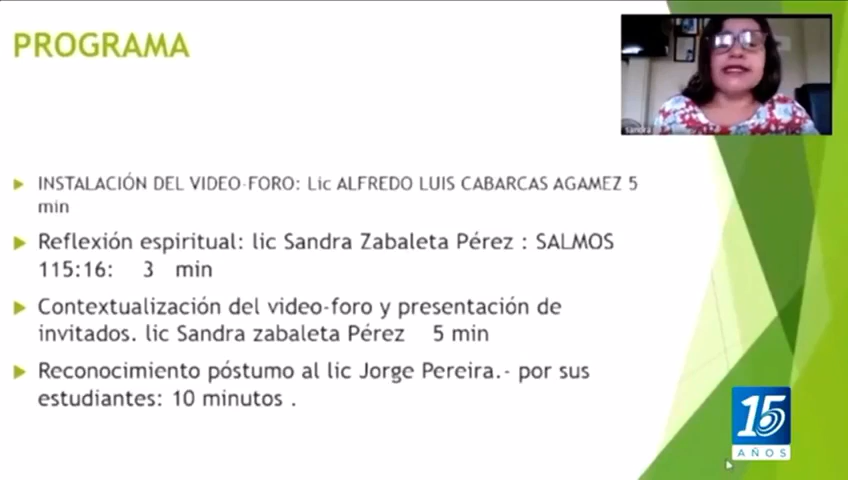 PROGRAMA
sandra
INSTALACIÓN DEL VIDEO-FORO: Lic ALFREDO LUIS CABARCAS AGAMEZ 5
min
Reflexión espiritual: lic Sandra Zabaleta Pérez : SALMOS
115:16: 3 min
Contextualización del video-foro y presentación de
invitados. lic Sandra zabaleta Pérez 5 min
Reconocimiento póstumo al lic Jorge Pereira.- por sus
estudiantes: 10 minutos .
15
AÑOS